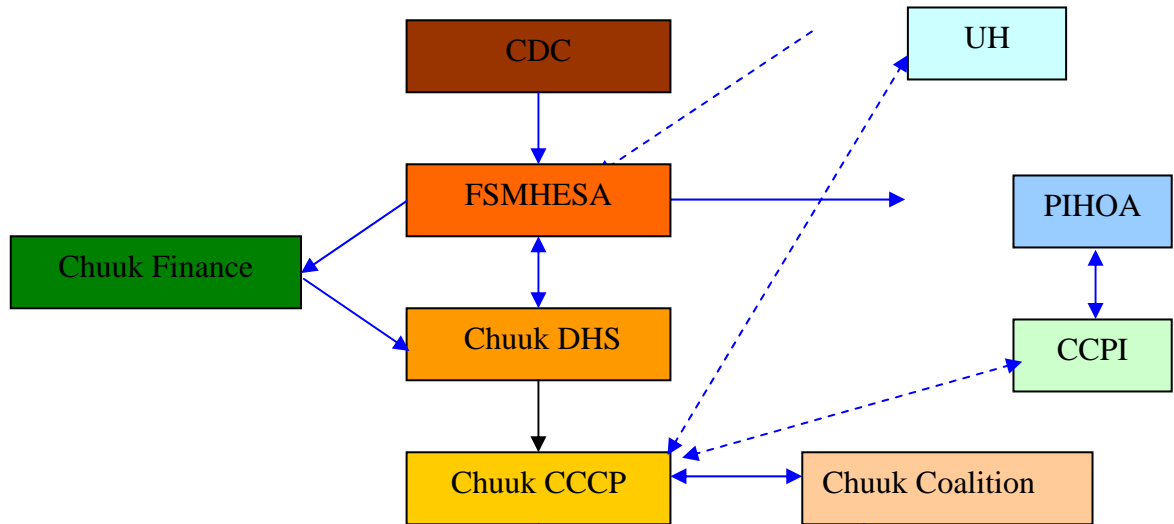 CDC
UH
FSMHESA
PIHOA
Chuuk Finance
Chuuk DHS
CCPI
Chuuk CCCP
Chuuk Coalition